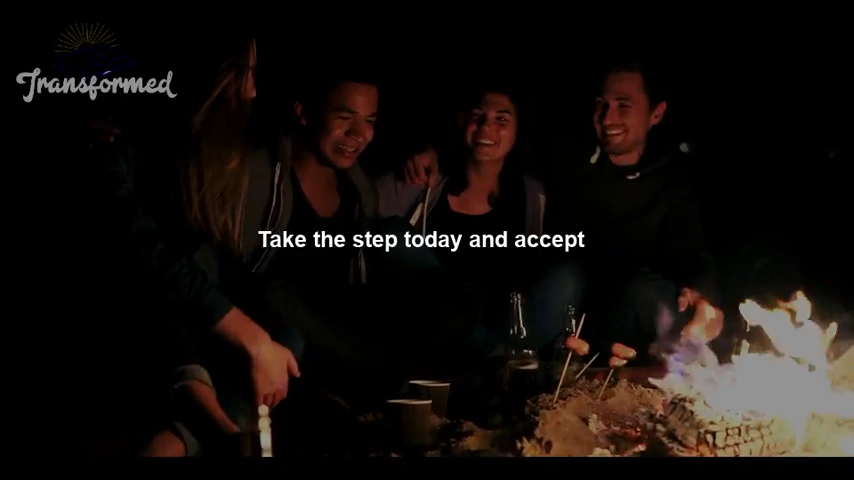 Transformed
Take the step today and accept